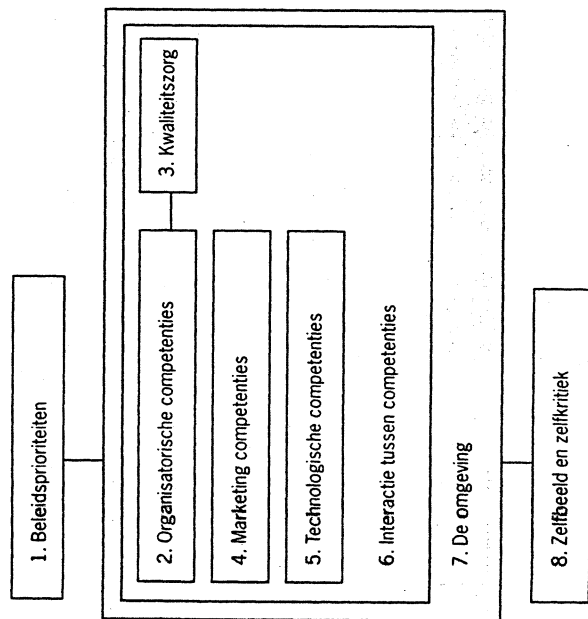 1. Beleidsprioriteiten
2. Organisatorische competenties
3. Kwaliteitszorg
4. Marketing competenties
5. Technologische competenties
6. Interactie tussen competenties
7. De omgeving
8. Zelfbeeld en zelfkritiek